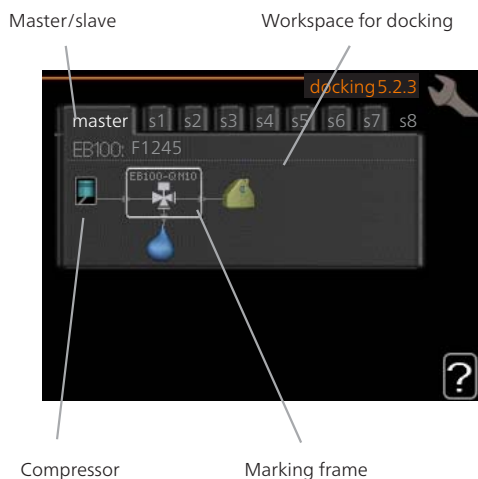 Master/slave Workspace for docking
docking 5.2.3
master s1 s2 s3 s4 s5 s6 s7 s8
EB100: F1245
EB100-QN10
?
Compressor Marking frame